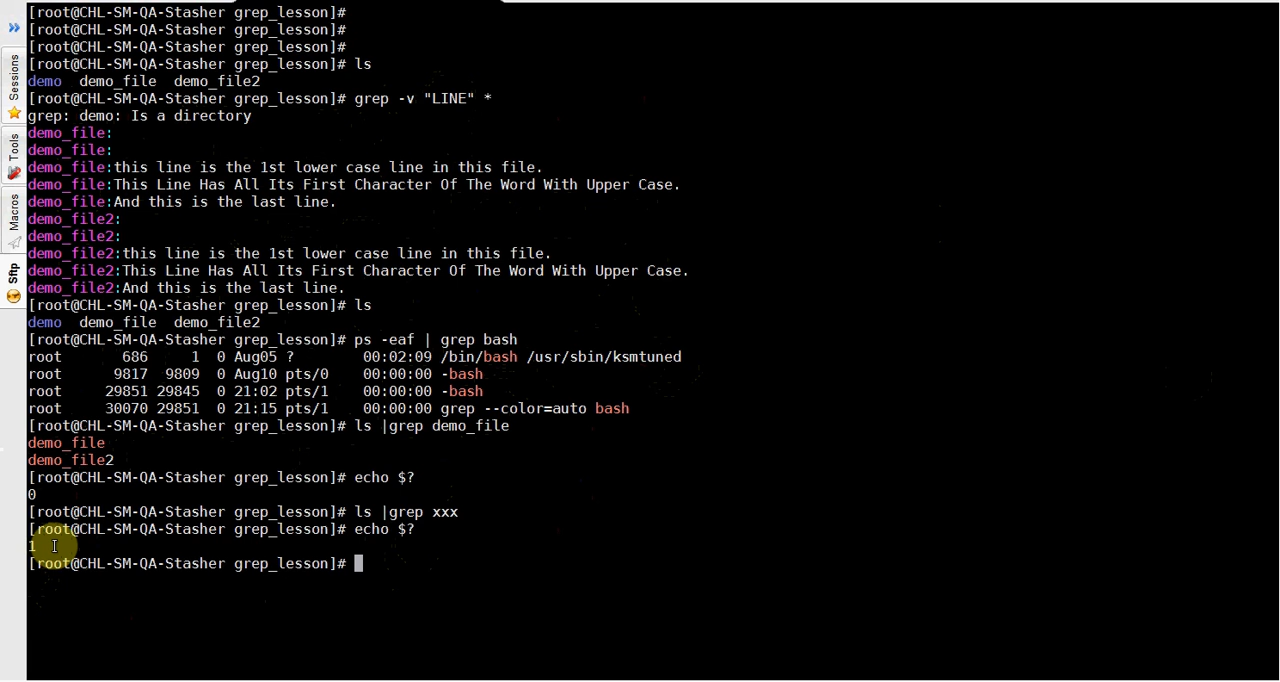 [root@CHL-SM-QA-Stasher grep_lesson]#
[root@CHL-SM-QA-Stasher grep_lesson]#
[root@CHL-SM-QA-Stasher grep_lesson]#
[root@CHL-SM-QA-Stasher grep_lesson]# ls
demo  demo_file  demo_file2
[root@CHL-SM-QA-Stasher grep_lesson]# grep -v "LINE" *
grep: demo: Is a directory
demo_file:
demo_file:
demo_file:this line is the 1st lower case line in this file.
demo_file:This Line Has All Its First Character Of The Word With Upper Case.
demo_file:And this is the last line.
demo_file2:
demo_file2:
demo_file2:this line is the 1st lower case line in this file.
demo_file2:This Line Has All Its First Character Of The Word With Upper Case.
demo_file2:And this is the last line.
[root@CHL-SM-QA-Stasher grep_lesson]# ls
demo  demo_file  demo_file2
[root@CHL-SM-QA-Stasher grep_lesson]# ps -eaf | grep bash
root       686     1  0 Aug05 ?        00:02:09 /bin/bash /usr/sbin/ksmtuned
root      9817  9809  0 Aug10 pts/0    00:00:00 -bash
root     29851 29845  0 21:02 pts/1    00:00:00 -bash
root     30070 29851  0 21:15 pts/1    00:00:00 grep --color=auto bash
[root@CHL-SM-QA-Stasher grep_lesson]# ls |grep demo_file
demo_file
demo_file2
[root@CHL-SM-QA-Stasher grep_lesson]# echo $?
0
[root@CHL-SM-QA-Stasher grep_lesson]# ls |grep xxx
[root@CHL-SM-QA-Stasher grep_lesson]# echo $?
1
[root@CHL-SM-QA-Stasher grep_lesson]#
Sessions
Tools
Macros
Sftp